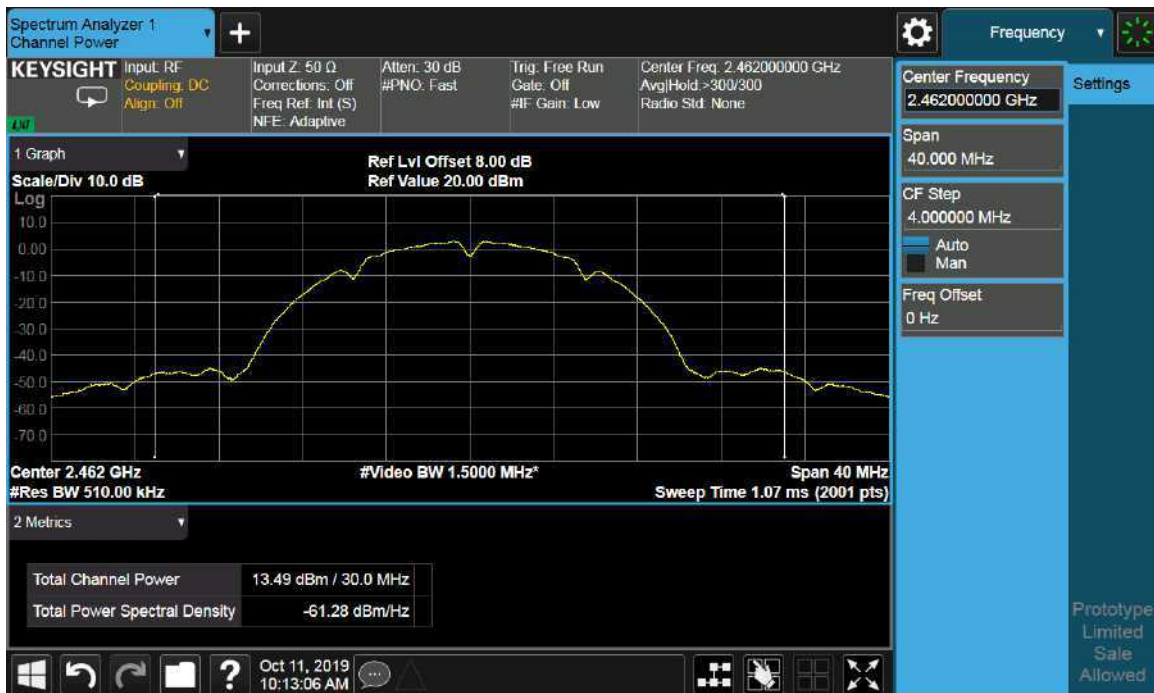 Spectrum Analyzer 1
Channel Power
Frequency
KEYSIGHT
Input: RF
Coupling: DC
Align: Off
Input Z: 50 Ω
Corrections: Off
Freq Ref: Int (S)
NFE: Adaptive
Atten: 30 dB
#PNO: Fast
Trig: Free Run
Gate: Off
#IF Gain: Low
Center Freq: 2.462000000 GHz
Avg|Hold:>300/300
Radio Std: None
LXI
Center Frequency
2.462000000 GHz
Settings
Span
40.000 MHz
CF Step
4.000000 MHz
Auto
Man
Freq Offset
0 Hz
1 Graph
Scale/Div 10.0 dB
Ref Lvl Offset 8.00 dB
Ref Value 20.00 dBm
Log
10.0
0.00
-10.0
-20.0
-30.0
-40.0
-50.0
-60.0
-70.0
Center 2.462 GHz
#Video BW 1.5000 MHz*
Span 40 MHz
#Res BW 510.00 kHz
Sweep Time 1.07 ms (2001 pts)
2 Metrics
Total Channel Power 13.49 dBm / 30.0 MHz
Total Power Spectral Density -61.28 dBm/Hz
Prototype
Limited
Sale
Allowed
?
Oct 11, 2019
10:13:06 AM